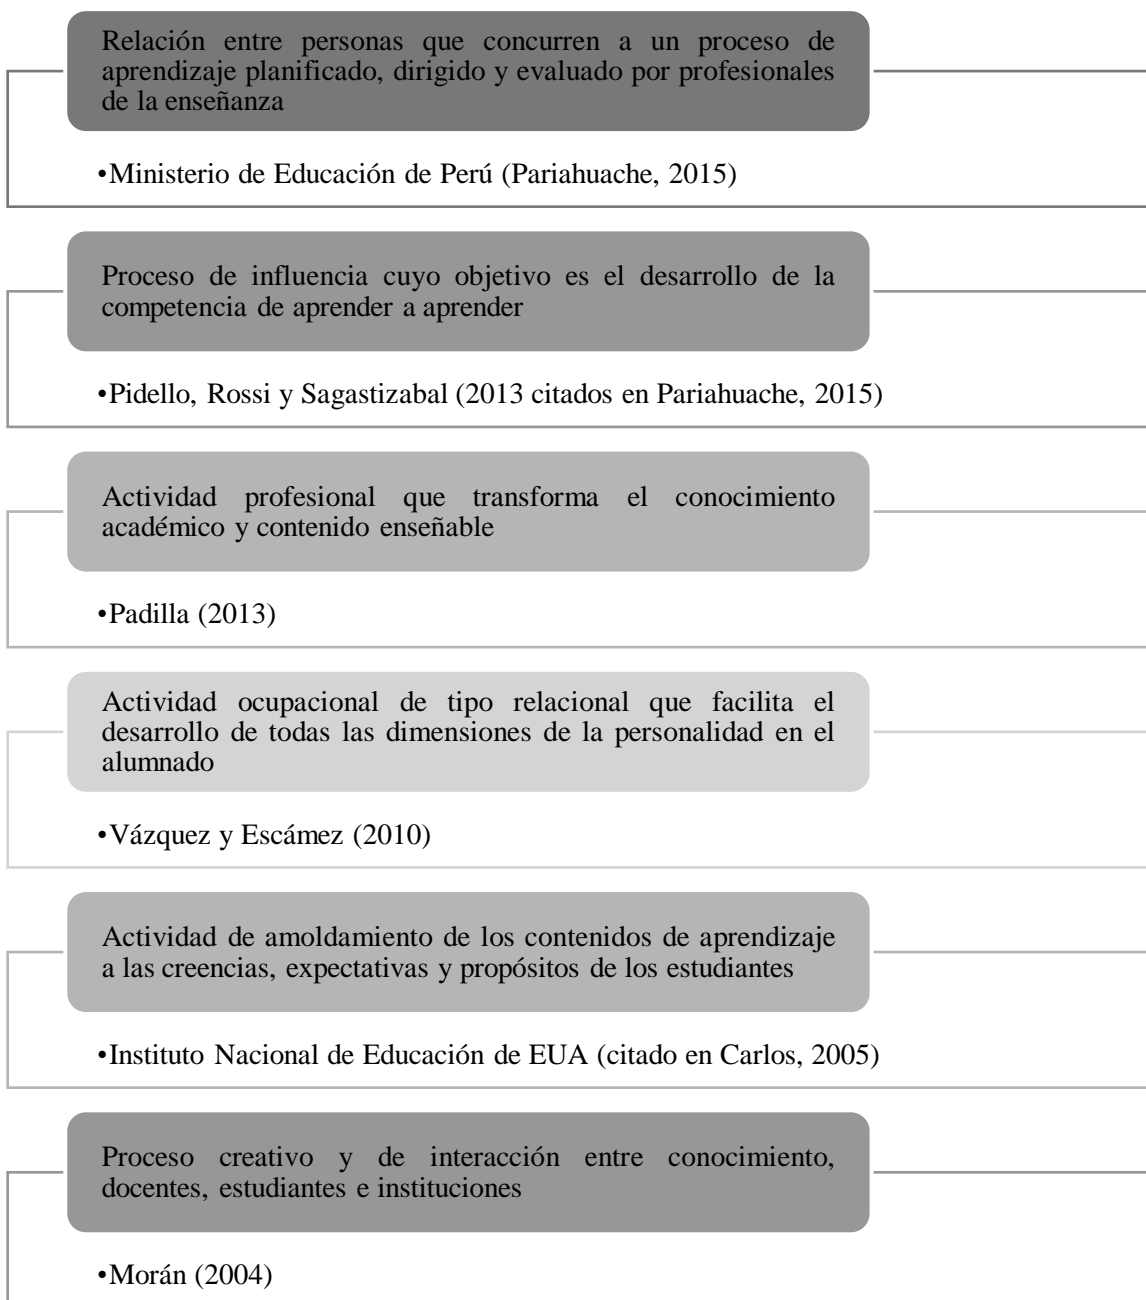 Relación entre personas que concurren a un proceso de
aprendizaje planificado, dirigido y evaluado por profesionales
de la enseñanza
•Ministerio de Educación de Perú (Pariahuache, 2015)
Proceso de influencia cuyo objetivo es el desarrollo de la
competencia de aprender a aprender
•Pidello, Rossi y Sagastizabal (2013 citados en Pariahuache, 2015)
Actividad profesional que transforma el conocimiento
académico y contenido enseñable
•Padilla (2013)
Actividad ocupacional de tipo relacional que facilita el
desarrollo de todas las dimensiones de la personalidad en el
alumnado
•Vázquez y Escámez (2010)
Actividad de amoldamiento de los contenidos de aprendizaje
a las creencias, expectativas y propósitos de los estudiantes
•Instituto Nacional de Educación de EUA (citado en Carlos, 2005)
Proceso creativo y de interacción entre conocimiento,
docentes, estudiantes e instituciones
•Morán (2004)